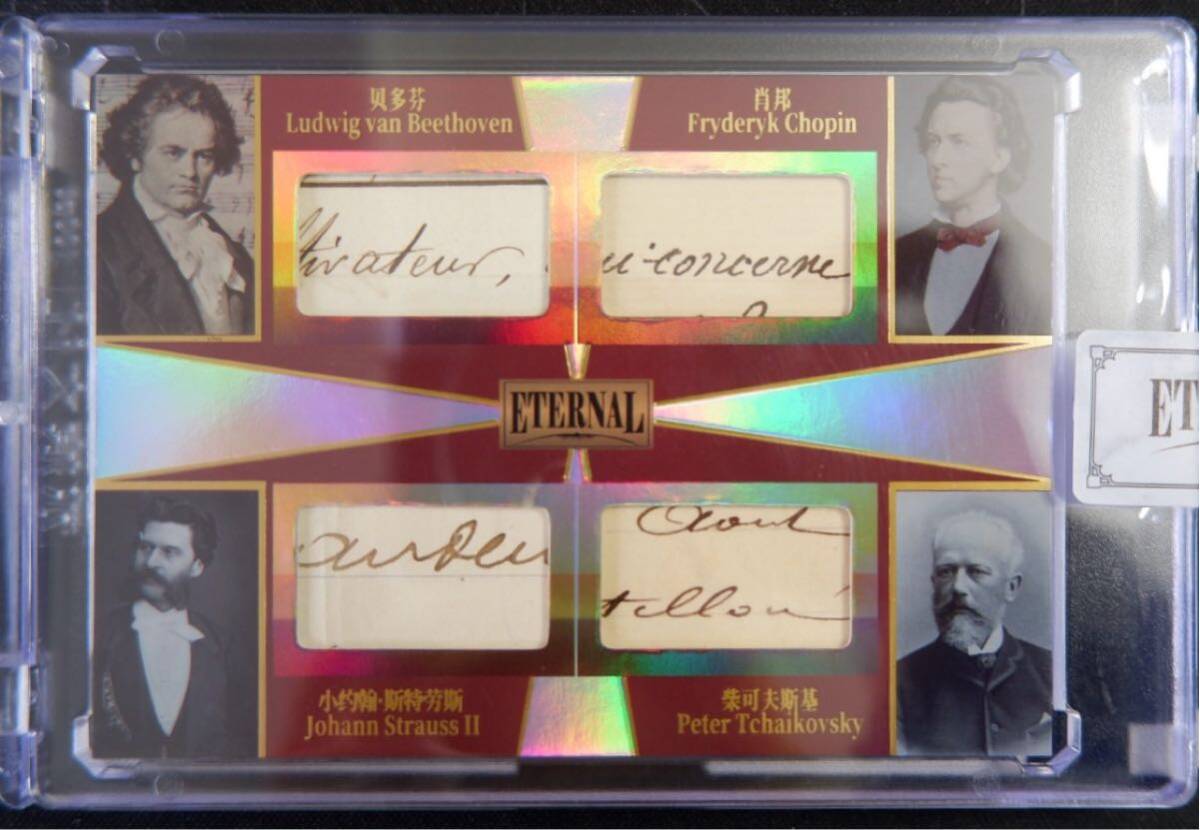 贝多芬
Ludwig van Beethoven
肖邦
Fryderyk Chopin
concerne
ETERNAL
小约翰·斯特劳斯
Johann Strauss II
柴可夫斯基
Peter Tchaikovsky